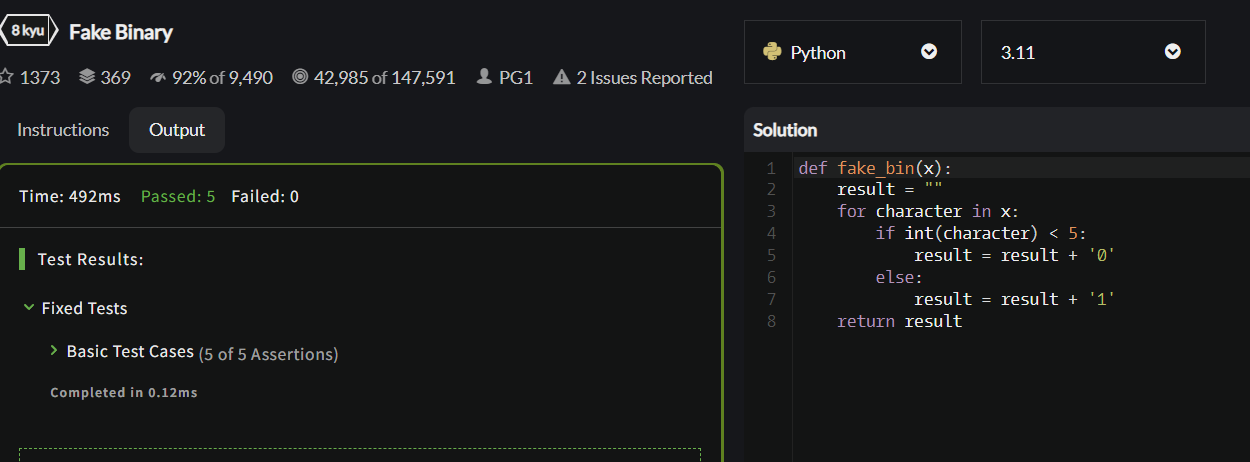 8 kyu Fake Binary
1373 369 92% of 9,490 42,985 of 147,591 PG1 2 Issues Reported
Instructions Output
Time: 492ms Passed: 5 Failed: 0
Test Results:
Fixed Tests
Basic Test Cases (5 of 5 Assertions)
Completed in 0.12ms
Python 3.11
Solution
1 def fake_bin(x):
2     result = ""
3     for character in x:
4         if int(character) < 5:
5             result = result + '0'
6         else:
7             result = result + '1'
8     return result